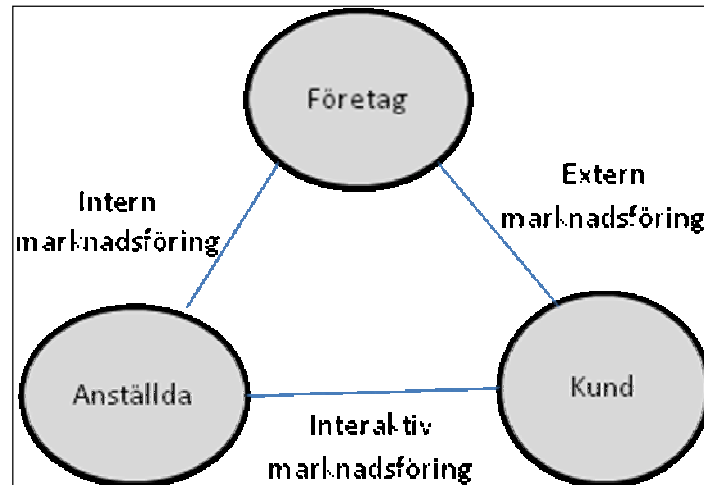 Företag
Intern
marknadsföring
Extern
marknadsföring
Anställda
Kund
Interaktiv
marknadsföring